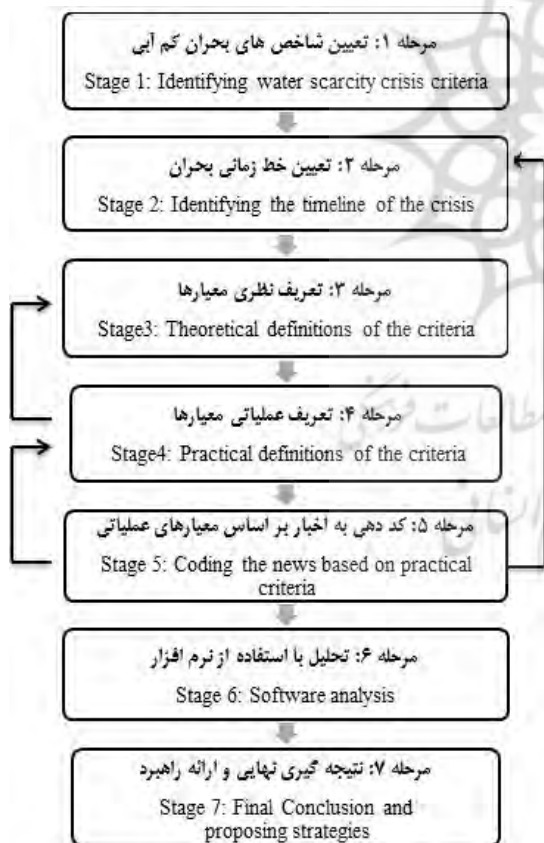 مرحله ۱: تعیین شاخص های بحران کم آبی
Stage 1: Identifying water scarcity crisis criteria
مرحله ۲: تعیین خط زمانی بحران
Stage 2: Identifying the timeline of the crisis
مرحله ۳: تعریف نظری معیارها
Stage3: Theoretical definitions of the criteria
مرحله ۴: تعریف عملیاتی معیارها
Stage4: Practical definitions of the criteria
مرحله ۵: کد دهی به اخبار بر اساس معیارهای عملیاتی
Stage 5: Coding the news based on practical
criteria
مرحله ۶: تحلیل با استفاده از نرم افزار
Stage 6: Software analysis
مرحله ۷: نتیجه گیری نهایی و ارائه راهبرد
Stage 7: Final Conclusion and
proposing strategies